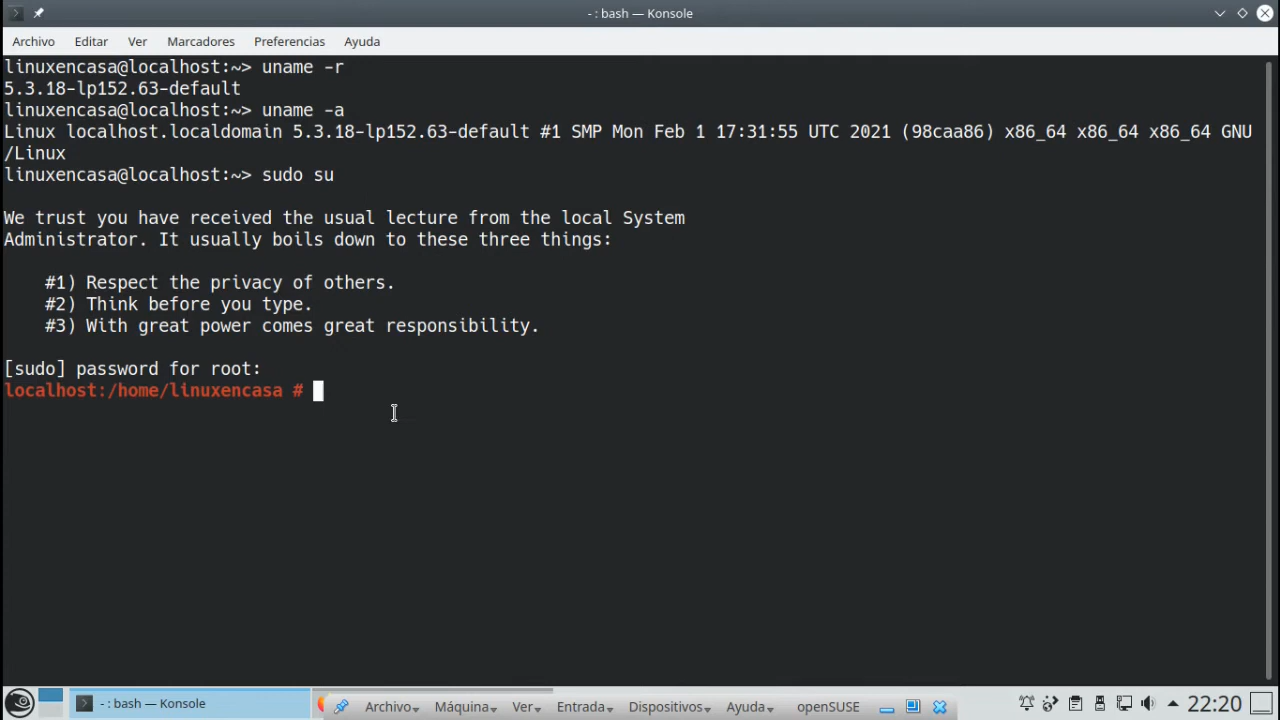 - : bash — Konsole
Archivo Editar Ver Marcadores Preferencias Ayuda
linuxencasa@localhost:~> uname -r
5.3.18-lp152.63-default
linuxencasa@localhost:~> uname -a
Linux localhost.localdomain 5.3.18-lp152.63-default #1 SMP Mon Feb 1 17:31:55 UTC 2021 (98caa86) x86_64 x86_64 x86_64 GNU
/Linux
linuxencasa@localhost:~> sudo su
We trust you have received the usual lecture from the local System
Administrator. It usually boils down to these three things:
#1) Respect the privacy of others.
#2) Think before you type.
#3) With great power comes great responsibility.
[sudo] password for root:
localhost:/home/linuxencasa #
- : bash — Konsole Archivo Máquina Ver Entrada Dispositivos Ayuda openSUSE 22:20